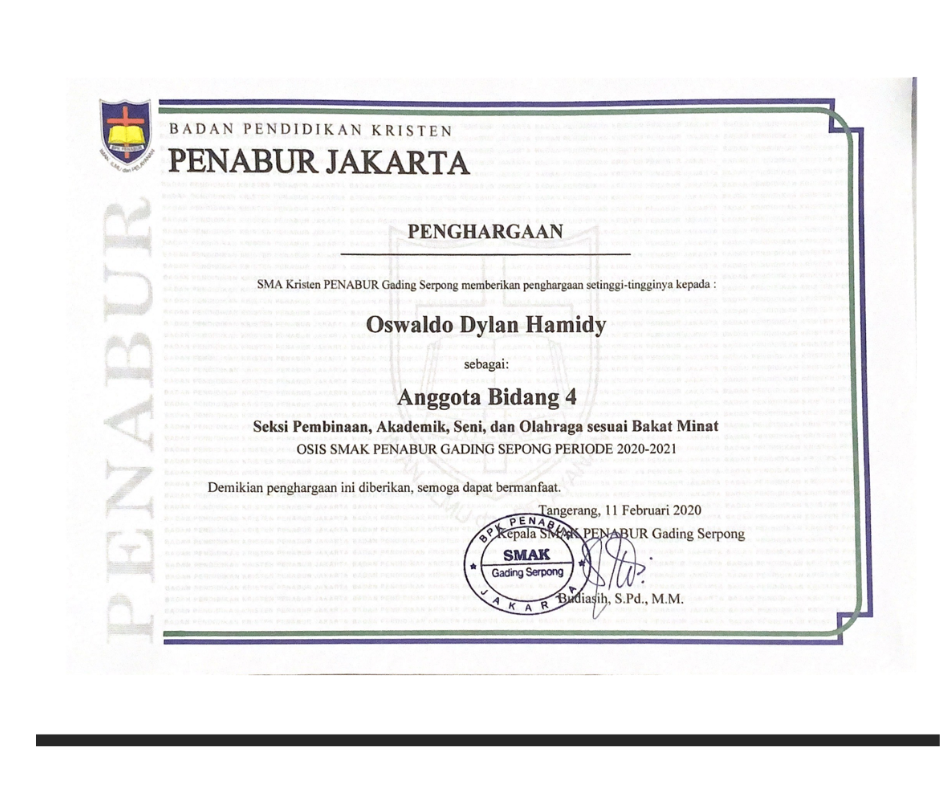 BADAN PENDIDIKAN KRISTEN
PENABUR JAKARTA
PENABUR
PENGHARGAAN
SMA Kristen PENABUR Gading Serpong memberikan penghargaan setinggi-tingginya kepada :
Oswaldo Dylan Hamidy
sebagai:
Anggota Bidang 4
Seksi Pembinaan, Akademik, Seni, dan Olahraga sesuai Bakat Minat
OSIS SMAK PENABUR GADING SEPONG PERIODE 2020-2021
Demikian penghargaan ini diberikan, semoga dapat bermanfaat.
Tangerang, 11 Februari 2020
Kepala SMAK PENABUR Gading Serpong
BPK PENABUR
SMAK
Gading Serpong
JAKARTA
Budiasih, S.Pd., M.M.